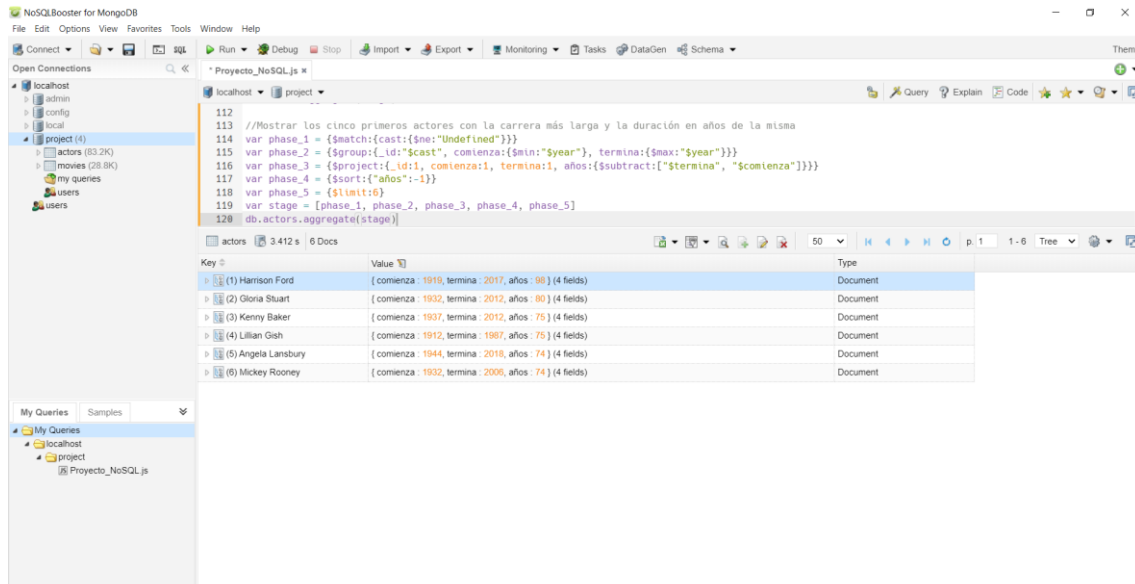 NoSQLBooster for MongoDB
File Edit Options View Favorites Tools Window Help
Connect SQL Run Debug Stop Import Export Monitoring Tasks DataGen Schema Them
Open Connections
* Proyecto_NoSQL.js
localhost
admin
config
local
project (4)
actors (83.2K)
movies (28.8K)
my queries
users
users
localhost project Query Explain Code
112
113 //Mostrar los cinco primeros actores con la carrera más larga y la duración en años de la misma
114 var phase_1 = {$match:{cast:{$ne:"Undefined"}}}
115 var phase_2 = {$group:{_id:"$cast", comienza:{$min:"$year"}, termina:{$max:"$year"}}}
116 var phase_3 = {$project:{_id:1, comienza:1, termina:1, años:{$subtract:["$termina", "$comienza"]}}}
117 var phase_4 = {$sort:{"años":-1}}
118 var phase_5 = {$limit:6}
119 var stage = [phase_1, phase_2, phase_3, phase_4, phase_5]
120 db.actors.aggregate(stage)
actors 3.412 s 6 Docs 50 p. 1 1 - 6 Tree
Key Value Type
(1) Harrison Ford { comienza : 1919, termina : 2017, años : 98 } (4 fields) Document
(2) Gloria Stuart { comienza : 1932, termina : 2012, años : 80 } (4 fields) Document
(3) Kenny Baker { comienza : 1937, termina : 2012, años : 75 } (4 fields) Document
(4) Lillian Gish { comienza : 1912, termina : 1987, años : 75 } (4 fields) Document
(5) Angela Lansbury { comienza : 1944, termina : 2018, años : 74 } (4 fields) Document
(6) Mickey Rooney { comienza : 1932, termina : 2006, años : 74 } (4 fields) Document
My Queries Samples
My Queries
localhost
project
Proyecto_NoSQL.js